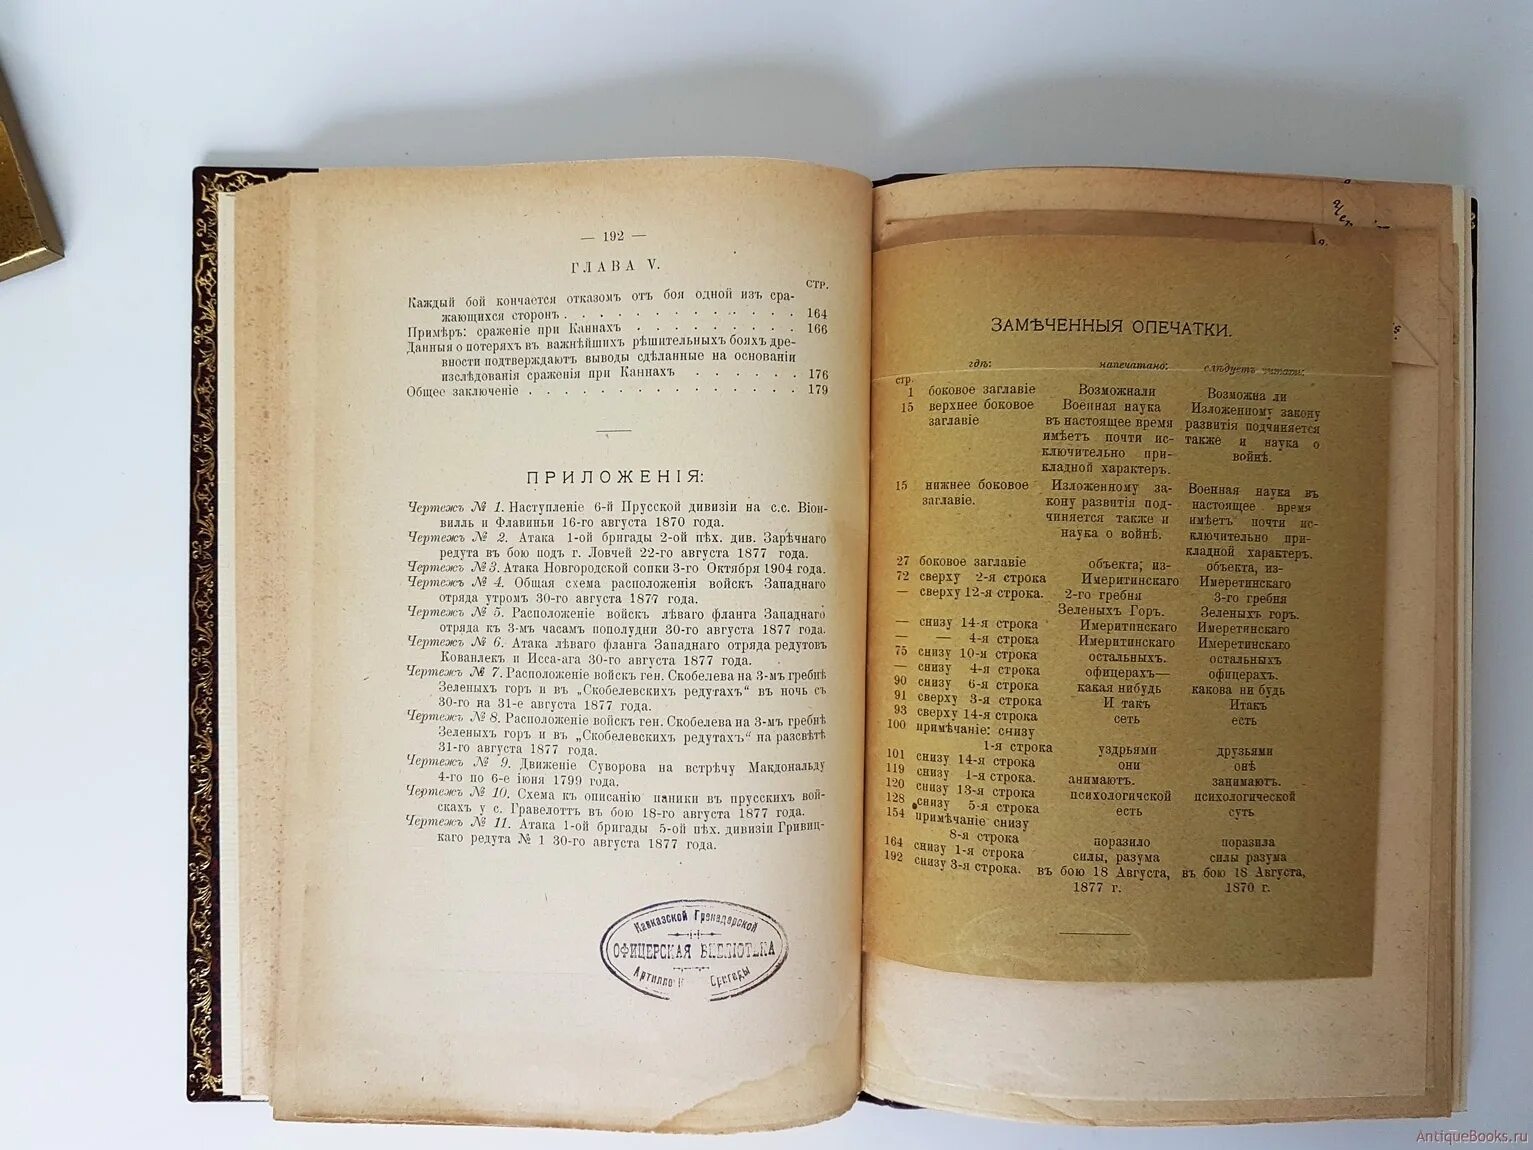 — 192 —
ГЛАВА V.
СТР.
Каждый бой кончается отказомъ отъ боя одной изъ сра-
жающихся сторонъ . . . . . . . . . . . . . 164
Примѣръ: сраженіе при Каннахъ . . . . . . . . . 166
Данныя о потеряхъ въ важнѣйшихъ рѣшительныхъ бояхъ дре-
вности подтверждаютъ выводы сдѣланные на основаніи
изслѣдованія сраженія при Каннахъ . . . . . . 176
Общее заключеніе . . . . . . . . . . . . . . . 179
ПРИЛОЖЕНІЯ:
Чертежъ № 1. Наступленіе 6-й Прусской дивизіи на с.с. Віон-
вилль и Флавиньи 16-го августа 1870 года.
Чертежъ № 2. Атака 1-ой бригады 2-ой пѣх. див. Зарѣчнаго
редута въ бою подъ г. Ловчей 22-го августа 1877 года.
Чертежъ № 3. Атака Новгородской сопки 3-го Октября 1904 года.
Чертежъ № 4. Общая схема расположенія войскъ Западнаго
отряда утромъ 30-го августа 1877 года.
Чертежъ № 5. Расположеніе войскъ лѣваго фланга Западнаго
отряда къ 3-мъ часамъ пополудни 30-го августа 1877 года.
Чертежъ № 6. Атака лѣваго фланга Западнаго отряда редутовъ
Кованлекъ и Исса-ага 30-го августа 1877 года.
Чертежъ № 7. Расположеніе войскъ ген. Скобелева на 3-мъ гребнѣ
Зеленыхъ горъ и въ „Скобелевскихъ редутахъ“ въ ночь съ
30-го на 31-е августа 1877 года.
Чертежъ № 8. Расположеніе войскъ ген. Скобелева на 3-мъ гребнѣ
Зеленыхъ горъ и въ „Скобелевскихъ редутахъ“ на разсвѣтѣ
31-го августа 1877 года.
Чертежъ № 9. Движеніе Суворова на встрѣчу Макдональду
4-го по 6-е іюня 1799 года.
Чертежъ № 10. Схема къ описанію паники въ прусскихъ вой-
скахъ у с. Гравелоттъ въ бою 18-го августа 1877 года.
Чертежъ № 11. Атака 1-ой бригады 5-ой пѣх. дивизіи Гривиц-
каго редута № 1 30-го августа 1877 года.
Кавказской Гренадерской
ОФИЦЕРСКАЯ БИБЛІОТЕКА
ЗАМѢЧЕННЫЯ ОПЕЧАТКИ.
гдѣ: напечатано: слѣдуетъ читать:
стр.
1 боковое заглавіе Возможнали Возможна ли
15 верхнее боковое Военная наука Изложенному закону
заглавіе въ настоящее время развитія подчиняется
имѣетъ почти ис- также и наука о
ключительно при- войнѣ.
кладной характеръ.
15 нижнее боковое Изложенному за- Военная наука въ
заглавіе. кону развитія под- настоящее время
чиняется также и имѣетъ почти ис-
наука о войнѣ. ключительно при-
кладной характеръ.
27 боковое заглавіе объекта; из- объекта, из-
72 сверху 2-я строка Имеритинскаго Имеретинскаго
— сверху 12-я строка. 2-го гребня 3-го гребня
Зеленыхъ Горъ. Зеленыхъ горъ.
— снизу 14-я строка Имеритинскаго Имеретинскаго
— — 4-я строка Имеритинскаго Имеретинскаго
75 снизу 10-я строка остальныхъ. остальныхъ
— снизу 4-я строка офицерахъ— офицерахъ.
90 снизу 6-я строка какая нибудь какова ни будь
91 сверху 3-я строка И такъ Итакъ
93 сверху 14-я строка сеть есть
100 примѣчаніе: снизу
1-я строка уздрьями друзьями
101 снизу 14-я строка они онѣ
119 снизу 1-я строка. анимаютъ. занимаютъ.
120 снизу 13-я строка психологичской психологической
128 снизу 5-я строка есть суть
154 примѣчаніе снизу
8-я строка поразило поразила
164 снизу 1-я строка силы, разума силы разума
192 снизу 3-я строка. въ бою 18 Августа, въ бою 18 Августа,
1877 г. 1870 г.
AntiqueBooks.ru